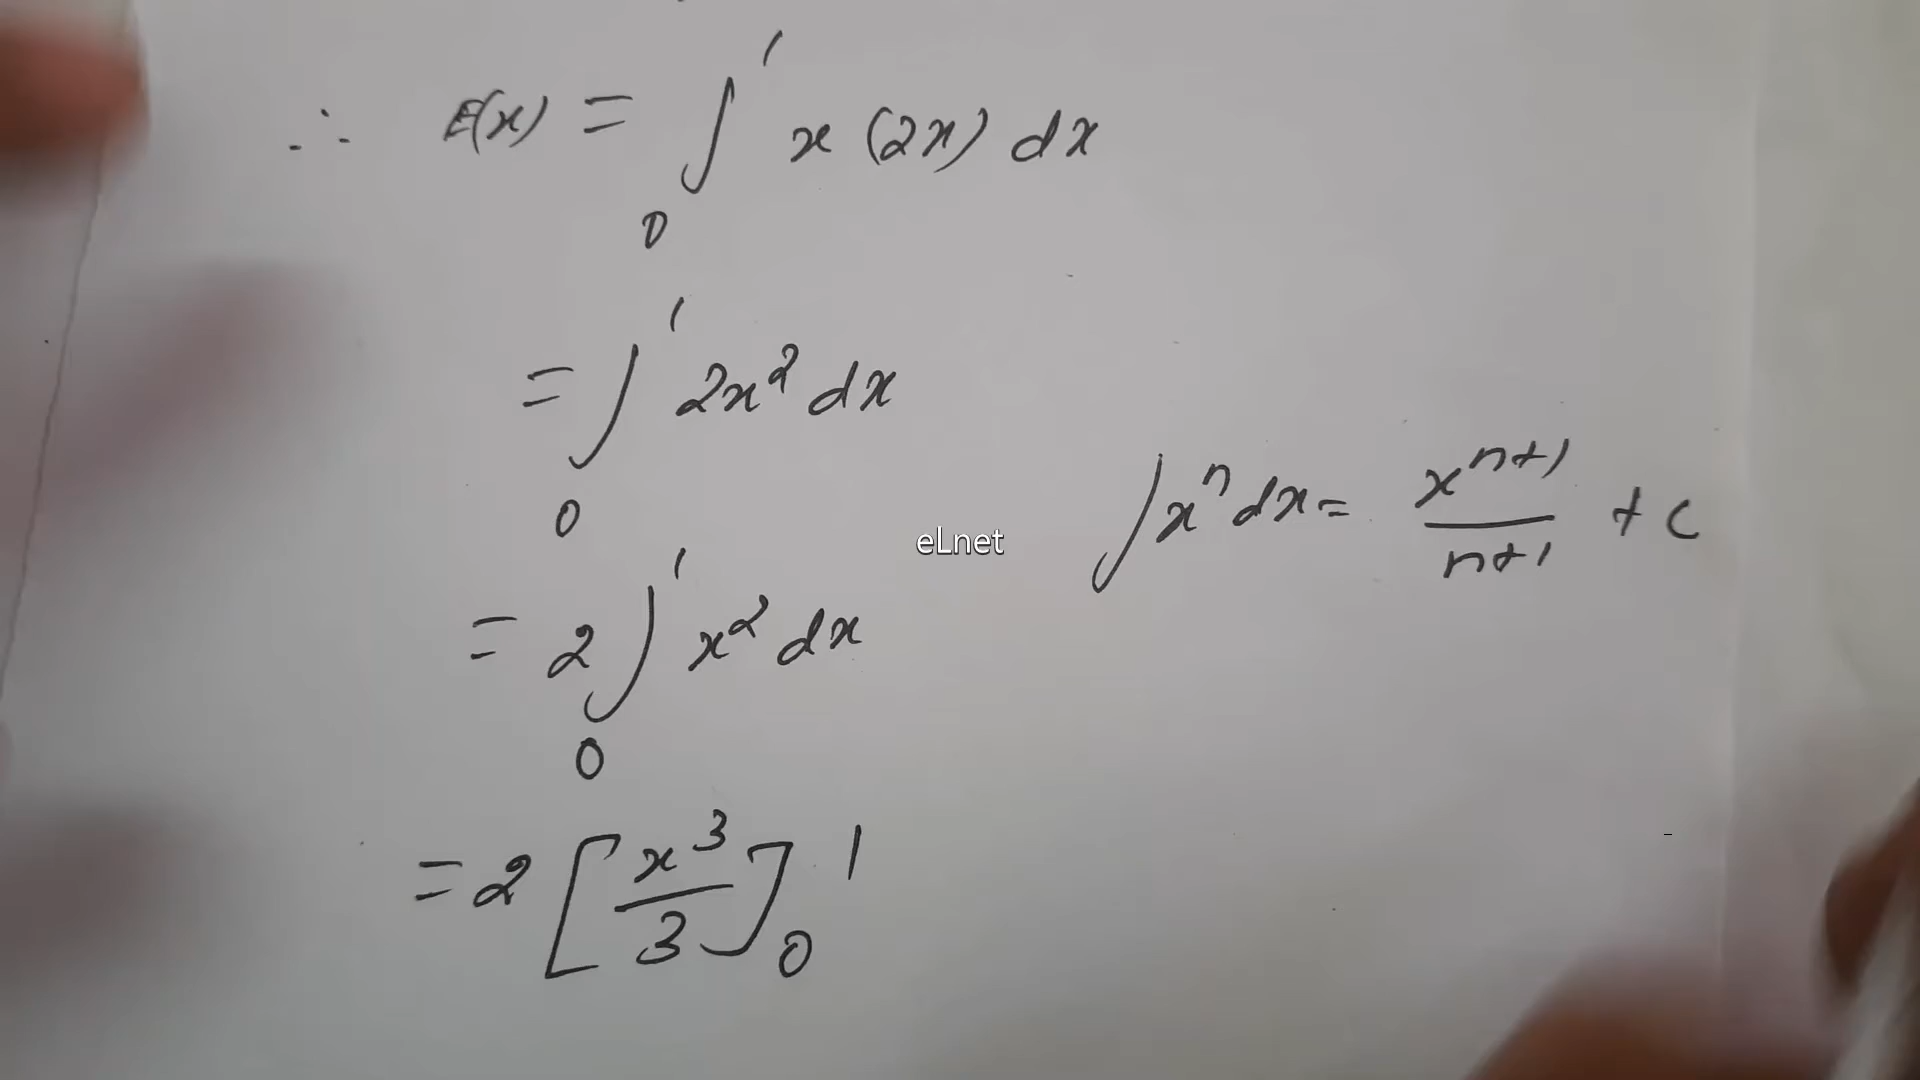 ∴ E(x) = ∫₀¹ x (2x) dx
= ∫₀¹ 2x² dx
∫xⁿ dx = xⁿ⁺¹/n+1 + c
eLnet
= 2 ∫₀¹ x² dx
= 2 [x³/3]₀¹